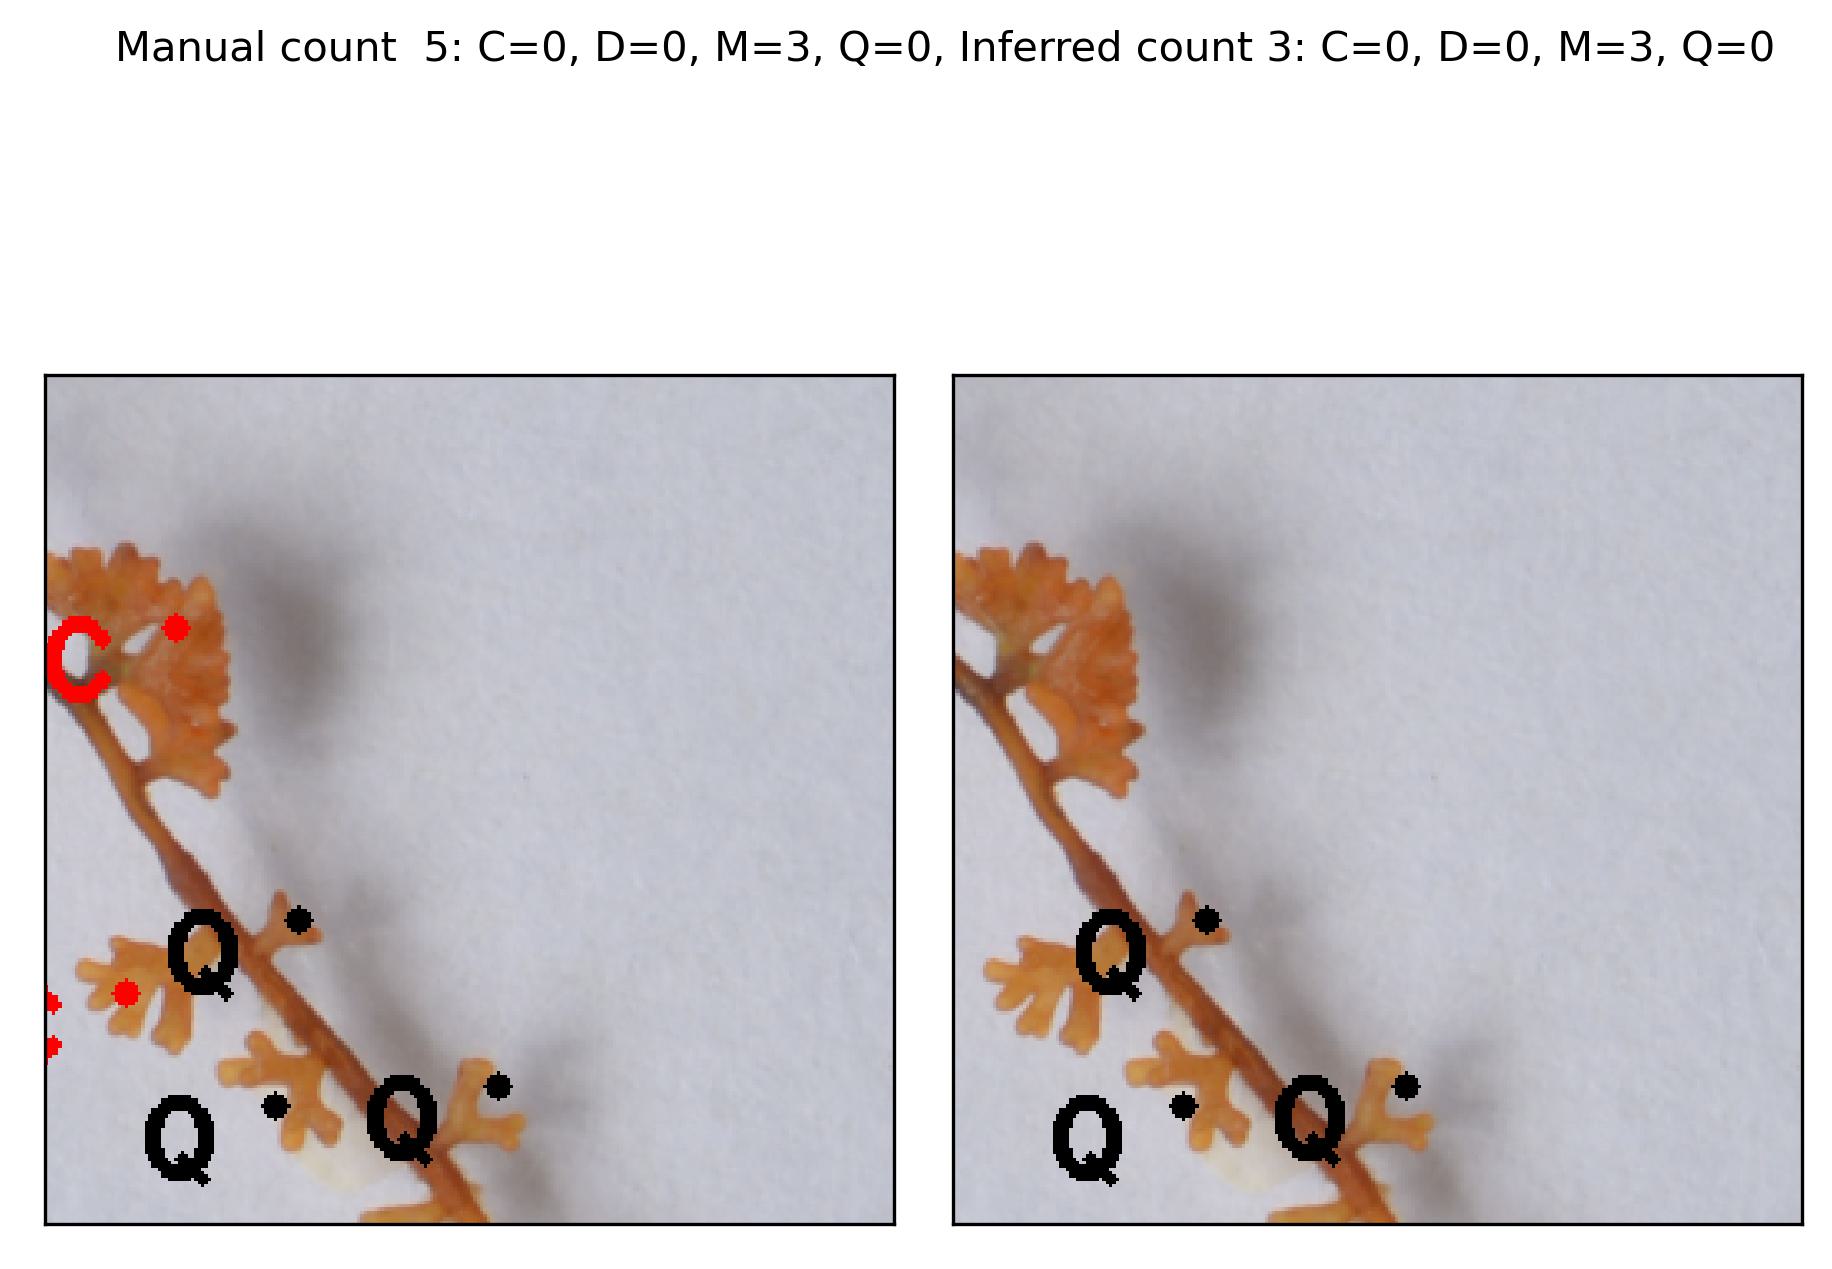 Manual count  5: C=0, D=0, M=3, Q=0, Inferred count 3: C=0, D=0, M=3, Q=0
C
Q Q
Q Q
Q Q